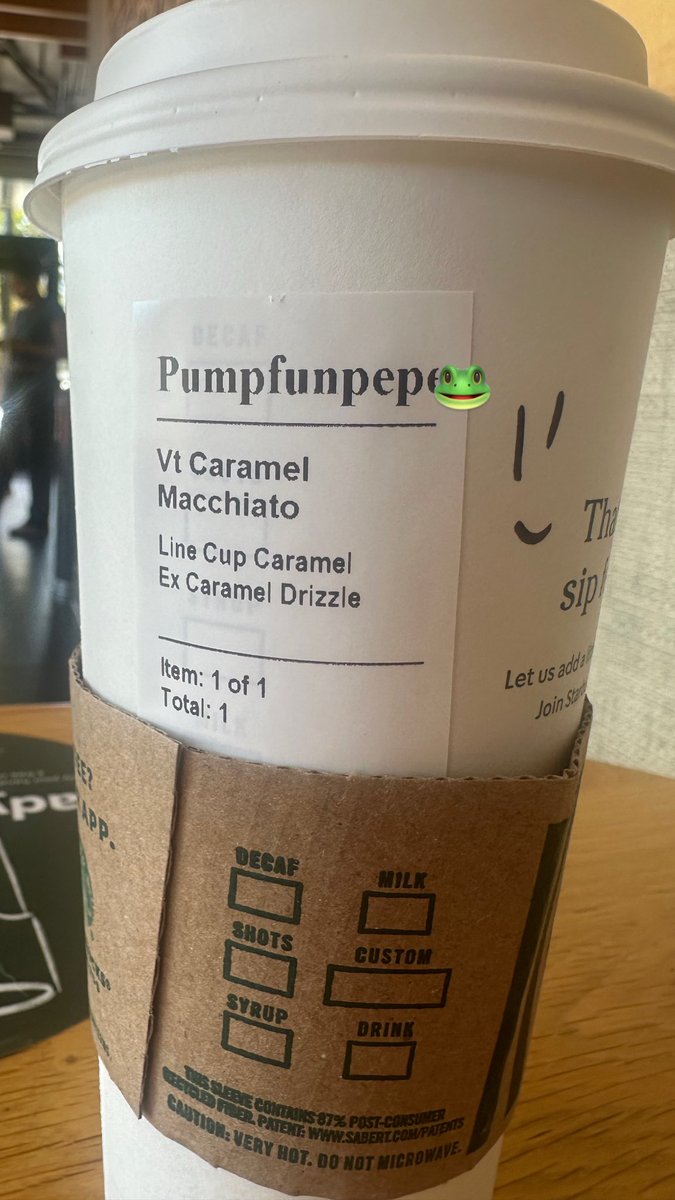 DECAF
Pumpfunpepe
Vt Caramel
Macchiato
Line Cup Caramel
Ex Caramel Drizzle
Item: 1 of 1
Total: 1
sip
Let us add a
Join
APP.
DECAF
MILK
SHOTS
CUSTOM
SYRUP
DRINK
THIS SLEEVE CONTAINS 87% POST-CONSUMER
RECYCLED FIBER. PATENT: WWW.SABERT.COM/PATENTS
CAUTION: VERY HOT. DO NOT MICROWAVE.